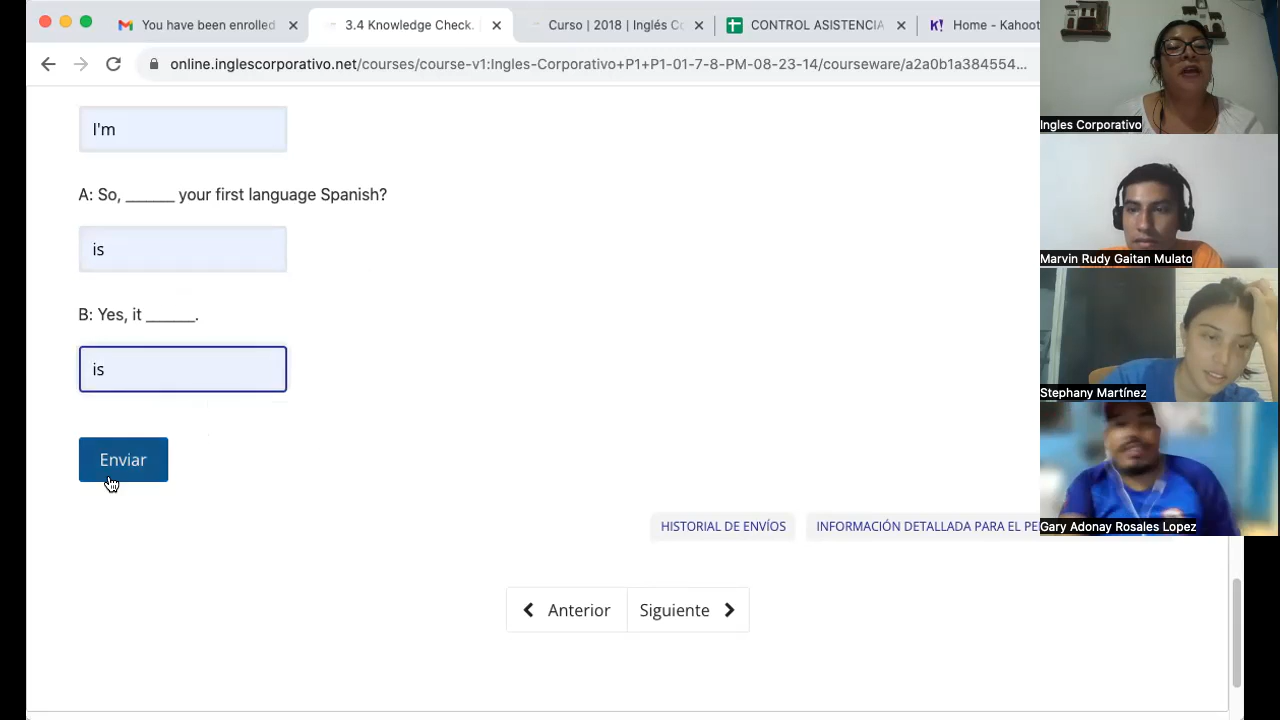 You have been enrolled
3.4 Knowledge Check.
Curso | 2018 | Inglés Co
CONTROL ASISTENCIA
Home - Kahoot
online.inglescorporativo.net/courses/course-v1:Ingles-Corporativo+P1+P1-01-7-8-PM-08-23-14/courseware/a2a0b1a384554...
I'm
A: So, ______ your first language Spanish?
is
B: Yes, it ______.
is
Enviar
HISTORIAL DE ENVÍOS
INFORMACIÓN DETALLADA PARA EL PE
Anterior
Siguiente
Ingles Corporativo
Marvin Rudy Gaitan Mulato
Stephany Martínez
Gary Adonay Rosales Lopez